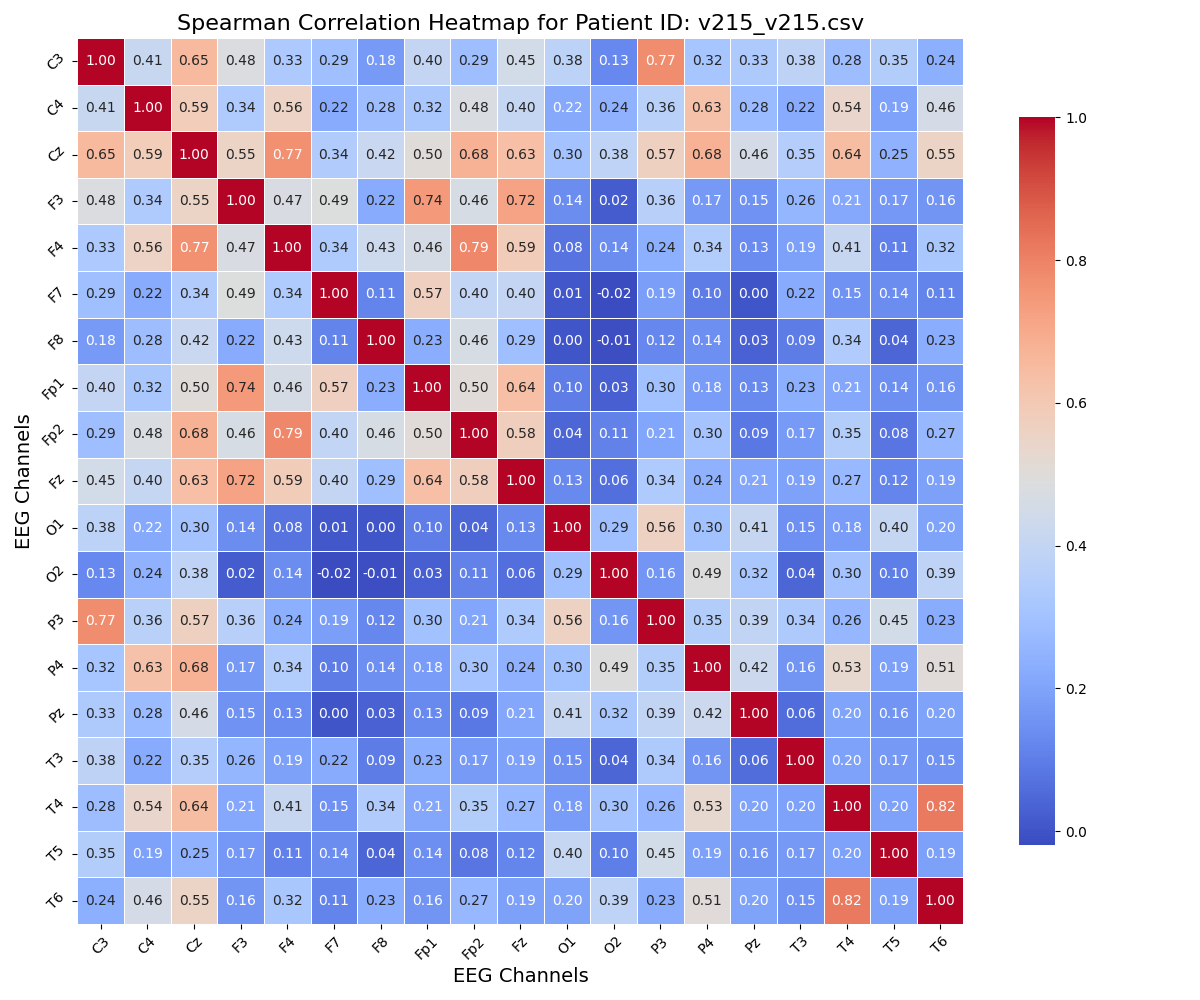 Spearman Correlation Heatmap for Patient ID: v215_v215.csv
C3 1.00 0.41 0.65 0.48 0.33 0.29 0.18 0.40 0.29 0.45 0.38 0.13 0.77 0.32 0.33 0.38 0.28 0.35 0.24
C4 0.41 1.00 0.59 0.34 0.56 0.22 0.28 0.32 0.48 0.40 0.22 0.24 0.36 0.63 0.28 0.22 0.54 0.19 0.46
Cz 0.65 0.59 1.00 0.55 0.77 0.34 0.42 0.50 0.68 0.63 0.30 0.38 0.57 0.68 0.46 0.35 0.64 0.25 0.55
F3 0.48 0.34 0.55 1.00 0.47 0.49 0.22 0.74 0.46 0.72 0.14 0.02 0.36 0.17 0.15 0.26 0.21 0.17 0.16
F4 0.33 0.56 0.77 0.47 1.00 0.34 0.43 0.46 0.79 0.59 0.08 0.14 0.24 0.34 0.13 0.19 0.41 0.11 0.32
F7 0.29 0.22 0.34 0.49 0.34 1.00 0.11 0.57 0.40 0.40 0.01 -0.02 0.19 0.10 0.00 0.22 0.15 0.14 0.11
F8 0.18 0.28 0.42 0.22 0.43 0.11 1.00 0.23 0.46 0.29 0.00 -0.01 0.12 0.14 0.03 0.09 0.34 0.04 0.23
Fp1 0.40 0.32 0.50 0.74 0.46 0.57 0.23 1.00 0.50 0.64 0.10 0.03 0.30 0.18 0.13 0.23 0.21 0.14 0.16
Fp2 0.29 0.48 0.68 0.46 0.79 0.40 0.46 0.50 1.00 0.58 0.04 0.11 0.21 0.30 0.09 0.17 0.35 0.08 0.27
Fz 0.45 0.40 0.63 0.72 0.59 0.40 0.29 0.64 0.58 1.00 0.13 0.06 0.34 0.24 0.21 0.19 0.27 0.12 0.19
O1 0.38 0.22 0.30 0.14 0.08 0.01 0.00 0.10 0.04 0.13 1.00 0.29 0.56 0.30 0.41 0.15 0.18 0.40 0.20
O2 0.13 0.24 0.38 0.02 0.14 -0.02 -0.01 0.03 0.11 0.06 0.29 1.00 0.16 0.49 0.32 0.04 0.30 0.10 0.39
P3 0.77 0.36 0.57 0.36 0.24 0.19 0.12 0.30 0.21 0.34 0.56 0.16 1.00 0.35 0.39 0.34 0.26 0.45 0.23
P4 0.32 0.63 0.68 0.17 0.34 0.10 0.14 0.18 0.30 0.24 0.30 0.49 0.35 1.00 0.42 0.16 0.53 0.19 0.51
Pz 0.33 0.28 0.46 0.15 0.13 0.00 0.03 0.13 0.09 0.21 0.41 0.32 0.39 0.42 1.00 0.06 0.20 0.16 0.20
T3 0.38 0.22 0.35 0.26 0.19 0.22 0.09 0.23 0.17 0.19 0.15 0.04 0.34 0.16 0.06 1.00 0.20 0.17 0.15
T4 0.28 0.54 0.64 0.21 0.41 0.15 0.34 0.21 0.35 0.27 0.18 0.30 0.26 0.53 0.20 0.20 1.00 0.20 0.82
T5 0.35 0.19 0.25 0.17 0.11 0.14 0.04 0.14 0.08 0.12 0.40 0.10 0.45 0.19 0.16 0.17 0.20 1.00 0.19
T6 0.24 0.46 0.55 0.16 0.32 0.11 0.23 0.16 0.27 0.19 0.20 0.39 0.23 0.51 0.20 0.15 0.82 0.19 1.00
C3 C4 Cz F3 F4 F7 F8 Fp1 Fp2 Fz O1 O2 P3 P4 Pz T3 T4 T5 T6
EEG Channels
EEG Channels
1.0
0.8
0.6
0.4
0.2
0.0